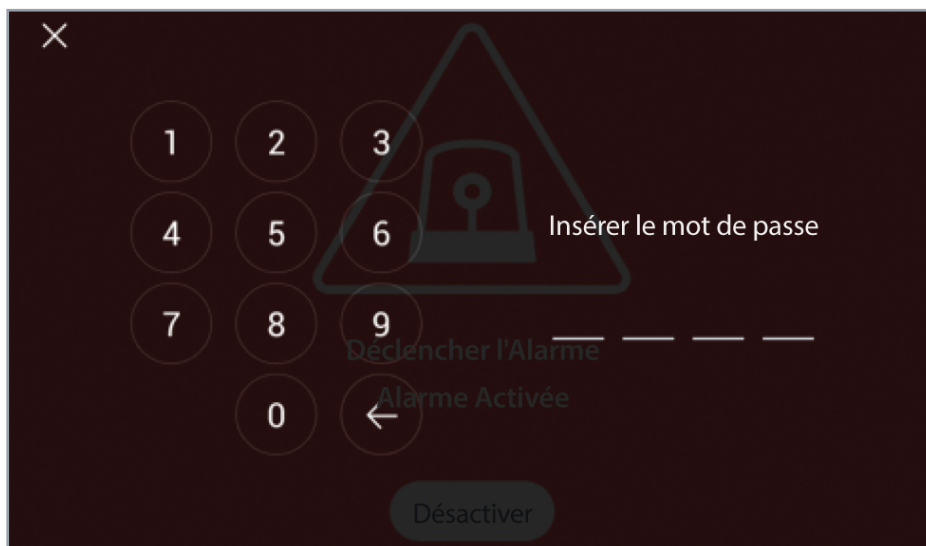 1 2 3
4 5 6
Insérer le mot de passe
7 8 9
Déclencher l'Alarme
Alarme Activée
0
Désactiver